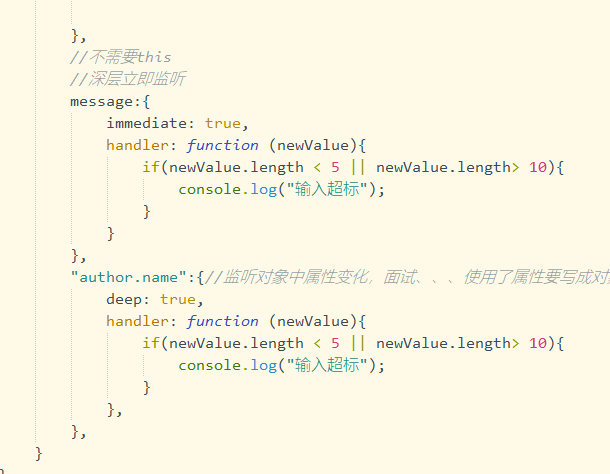 },
//不需要this
//深层立即监听
message:{
immediate: true,
handler: function (newValue){
if(newValue.length < 5 || newValue.length> 10){
console.log("输入超标");
}
}
},
"author.name":{//监听对象中属性变化，面试、、、使用了属性要写成对
deep: true,
handler: function (newValue){
if(newValue.length < 5 || newValue.length> 10){
console.log("输入超标");
}
},
},
}